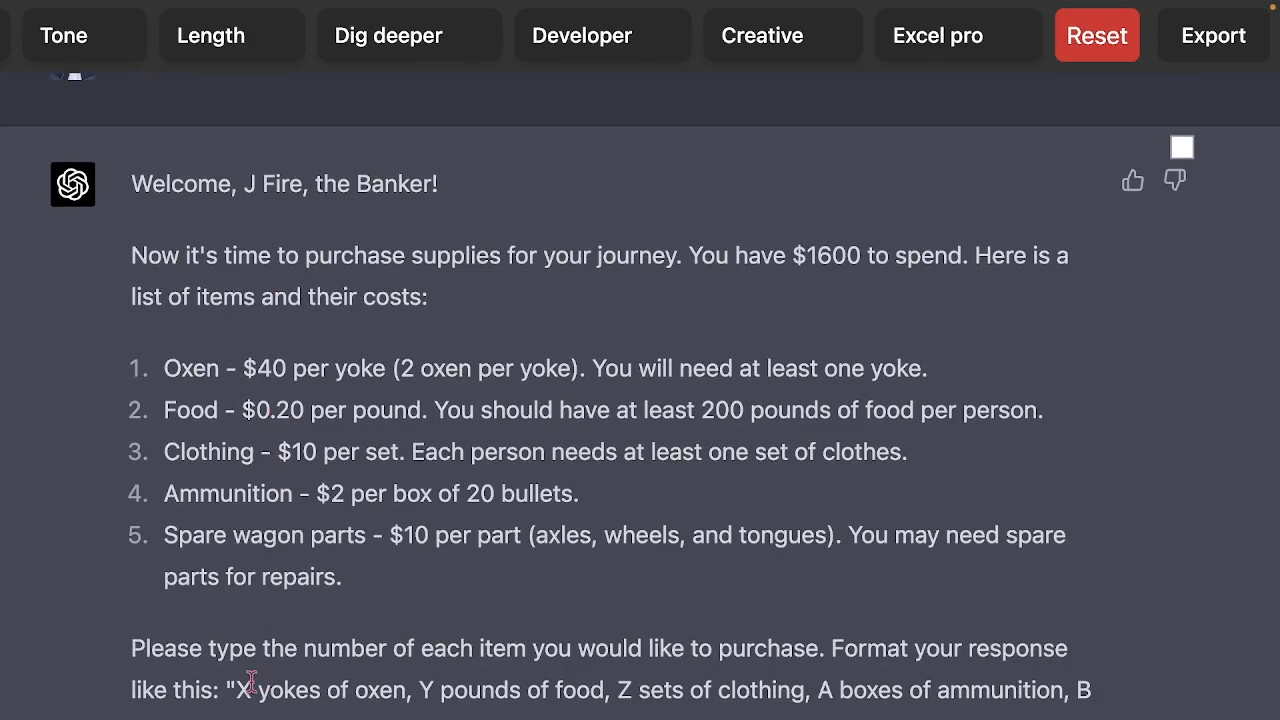 Tone Length Dig deeper Developer Creative Excel pro Reset Export
Welcome, J Fire, the Banker!
Now it's time to purchase supplies for your journey. You have $1600 to spend. Here is a
list of items and their costs:
1. Oxen - $40 per yoke (2 oxen per yoke). You will need at least one yoke.
2. Food - $0.20 per pound. You should have at least 200 pounds of food per person.
3. Clothing - $10 per set. Each person needs at least one set of clothes.
4. Ammunition - $2 per box of 20 bullets.
5. Spare wagon parts - $10 per part (axles, wheels, and tongues). You may need spare
parts for repairs.
Please type the number of each item you would like to purchase. Format your response
like this: "X yokes of oxen, Y pounds of food, Z sets of clothing, A boxes of ammunition, B